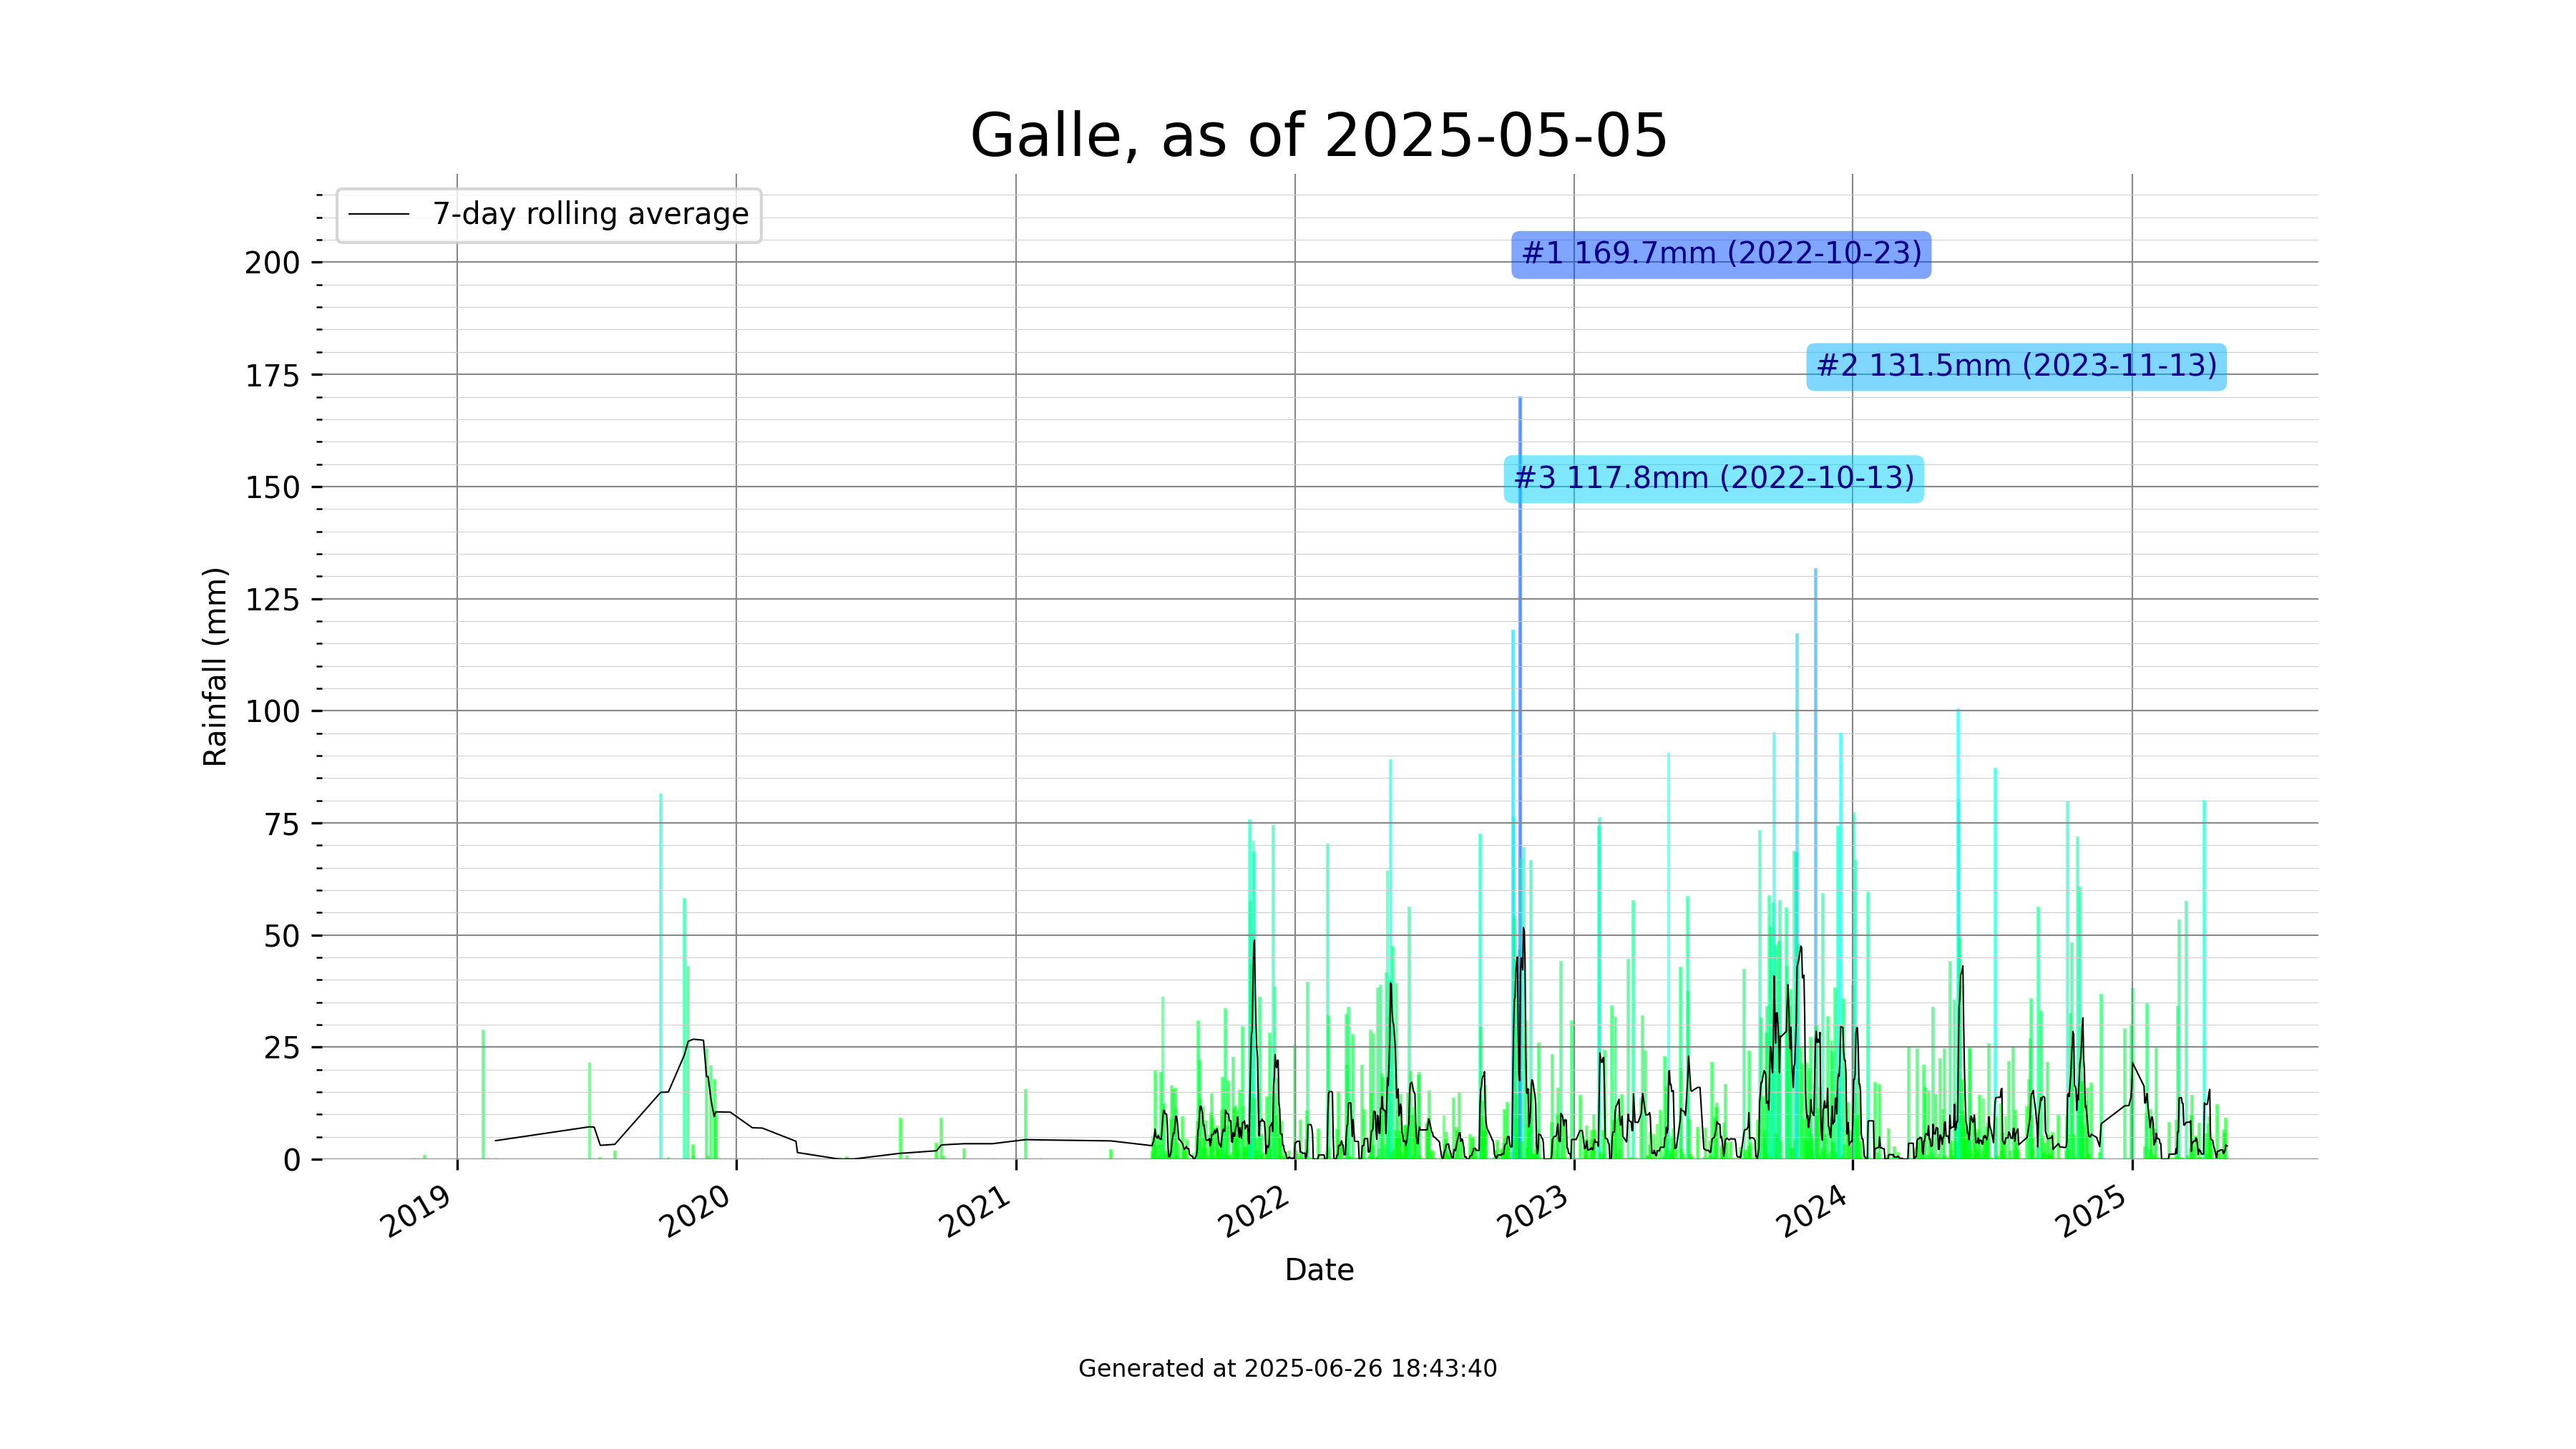 Galle, as of 2025-05-05
7-day rolling average
#1 169.7mm (2022-10-23)
#2 131.5mm (2023-11-13)
#3 117.8mm (2022-10-13)
Rainfall (mm)
200
175
150
125
100
75
50
25
0
2019
2020
2021
2022
2023
2024
2025
Date
Generated at 2025-06-26 18:43:40